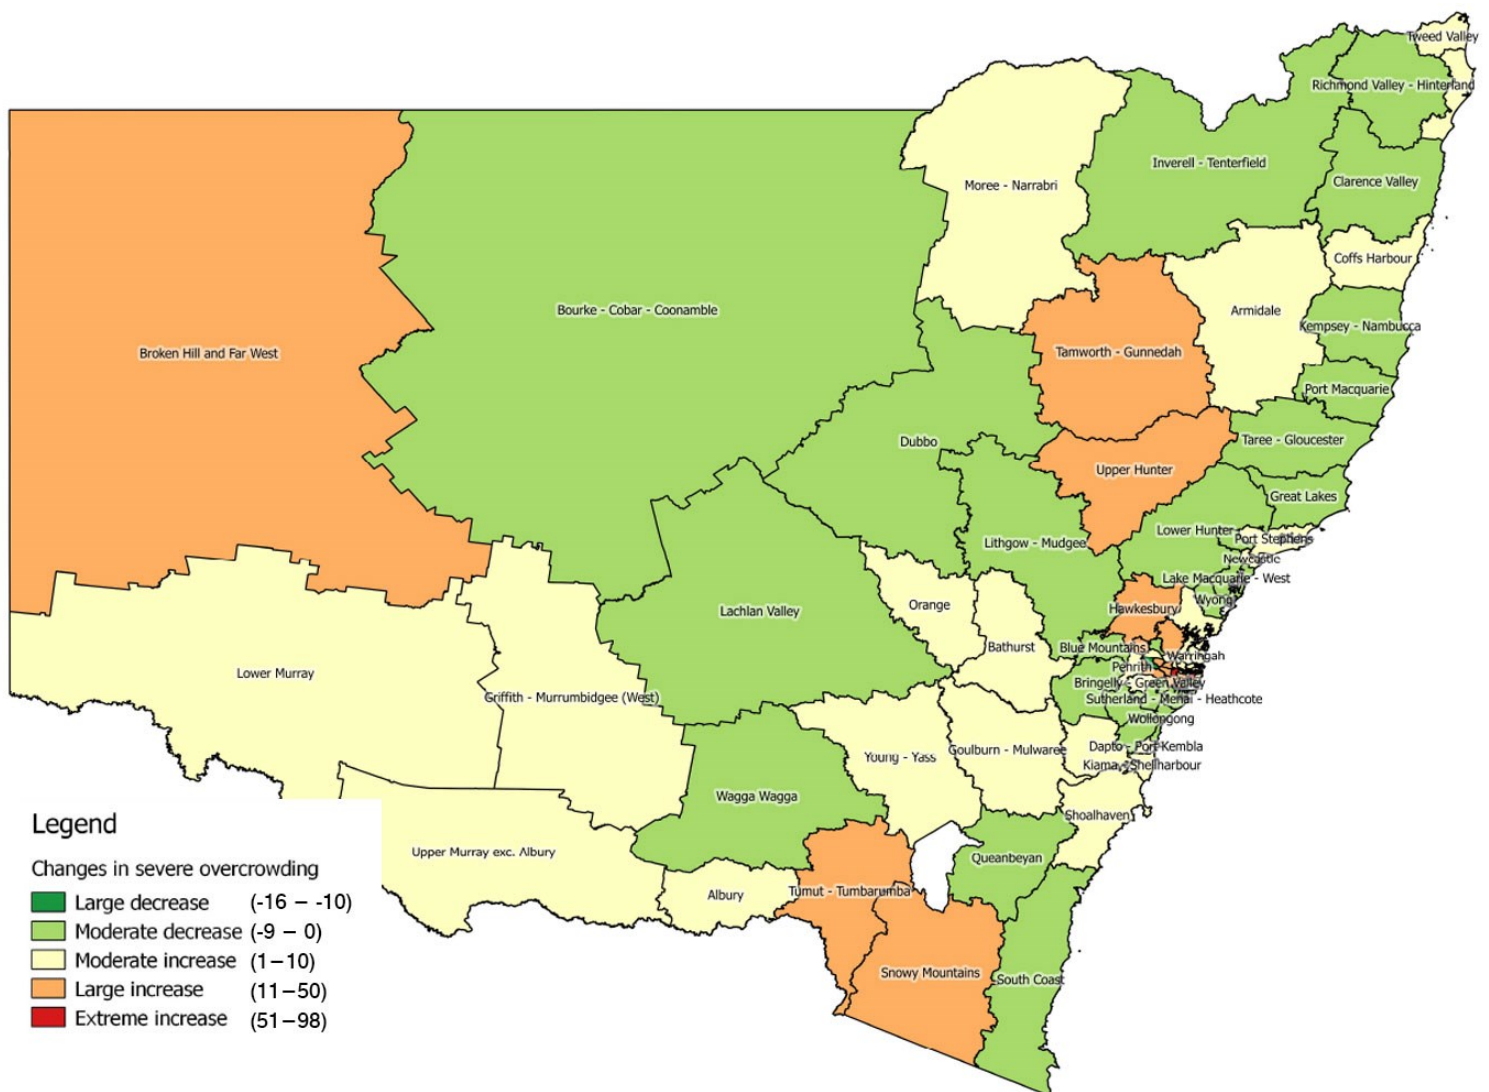 Tweed Valley
Richmond Valley - Hinterland
Inverell - Tenterfield
Clarence Valley
Moree - Narrabri
Coffs Harbour
Bourke - Cobar - Coonamble
Armidale
Kempsey - Nambucca
Broken Hill and Far West
Tamworth - Gunnedah
Port Macquarie
Dubbo
Taree - Gloucester
Upper Hunter
Great Lakes
Lower Hunter
Port Stephens
Lithgow - Mudgee
Newcastle
Lake Macquarie - West
Wyong
Orange
Hawkesbury
Lachlan Valley
Bathurst
Blue Mountains
Warringah
Penrith
Lower Murray
Bringelly - Green Valley
Griffith - Murrumbidgee (West)
Sutherland - Menai - Heathcote
Wollongong
Young - Yass
Goulburn - Mulwaree
Dapto - Port Kembla
Kiama - Shellharbour
Wagga Wagga
Shoalhaven
Upper Murray exc. Albury
Queanbeyan
Albury
Tumut - Tumbarumba
Snowy Mountains
South Coast
Legend
Changes in severe overcrowding
Large decrease (-16 – -10)
Moderate decrease (-9 – 0)
Moderate increase (1–10)
Large increase (11–50)
Extreme increase (51–98)